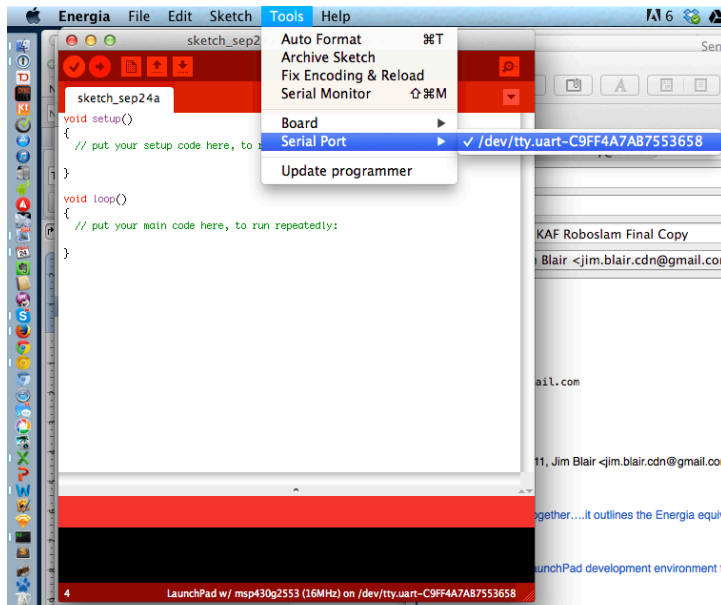 Energia File Edit Sketch Tools Help
6
sketch_sep2
Sen
Auto Format ⌘T
Archive Sketch
Fix Encoding & Reload
Serial Monitor ⇧⌘M
Board ▶
Serial Port ▶
✓ /dev/tty.uart-C9FF4A7AB7553658
Update programmer
sketch_sep24a
void setup()
{
// put your setup code here, to r
}
void loop()
{
// put your main code here, to run repeatedly:
}
KAF Roboslam Final Copy
Blair <jim.blair.cdn@gmail.co
ail.com
11, Jim Blair <jim.blair.cdn@gmail.co
ogether....it outlines the Energia equiv
aunchPad development environment
4
LaunchPad w/ msp430g2553 (16MHz) on /dev/tty.uart-C9FF4A7AB7553658